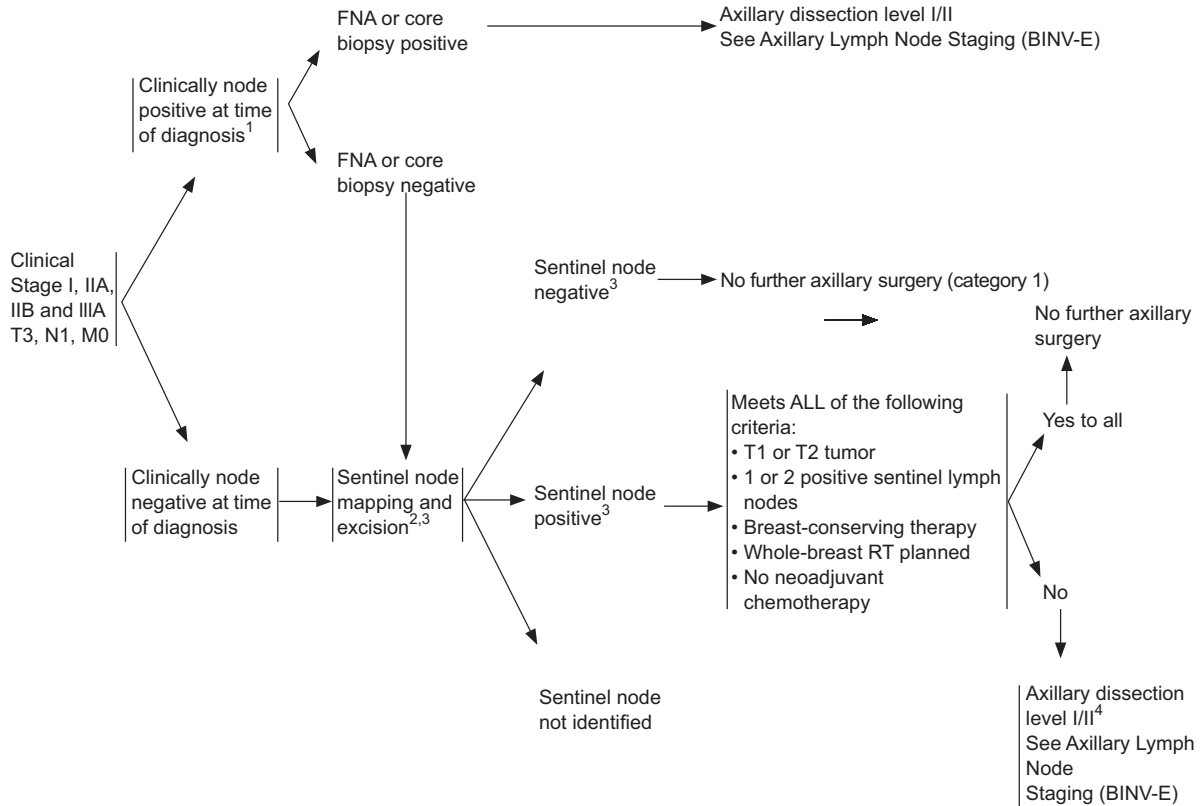 FNA or core
biopsy positive
Axillary dissection level I/II
See Axillary Lymph Node Staging (BINV-E)
Clinically node
positive at time
of diagnosis1
FNA or core
biopsy negative
Clinical
Stage I, IIA,
IIB and IIIA
T3, N1, M0
Sentinel node
negative3
No further axillary surgery (category 1)
No further axillary
surgery
Clinically node
negative at time
of diagnosis
Sentinel node
mapping and
excision2,3
Sentinel node
positive3
Meets ALL of the following
criteria:
• T1 or T2 tumor
• 1 or 2 positive sentinel lymph
nodes
• Breast-conserving therapy
• Whole-breast RT planned
• No neoadjuvant
chemotherapy
Yes to all
No
Sentinel node
not identified
Axillary dissection
level I/II4
See Axillary Lymph
Node
Staging (BINV-E)